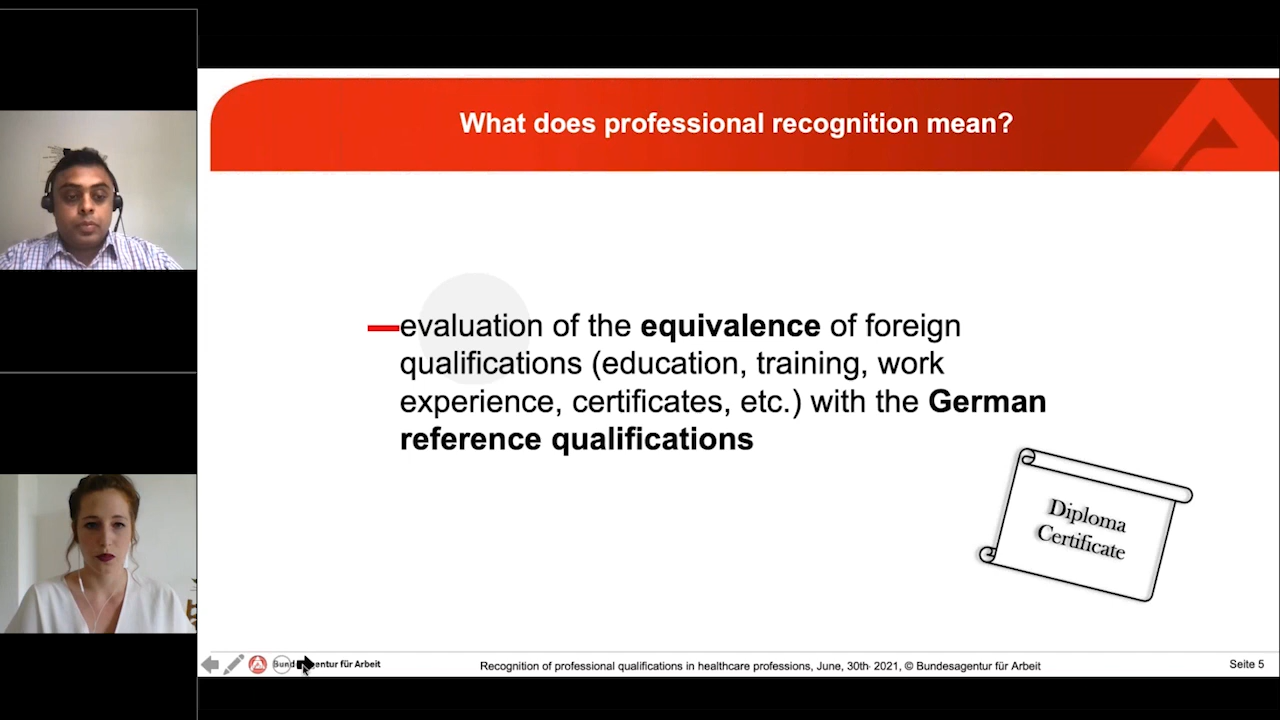 What does professional recognition mean?
evaluation of the equivalence of foreign
qualifications (education, training, work
experience, certificates, etc.) with the German
reference qualifications
Diploma
Certificate
für Arbeit
Recognition of professional qualifications in healthcare professions, June, 30th· 2021, © Bundesagentur für Arbeit
Seite 5